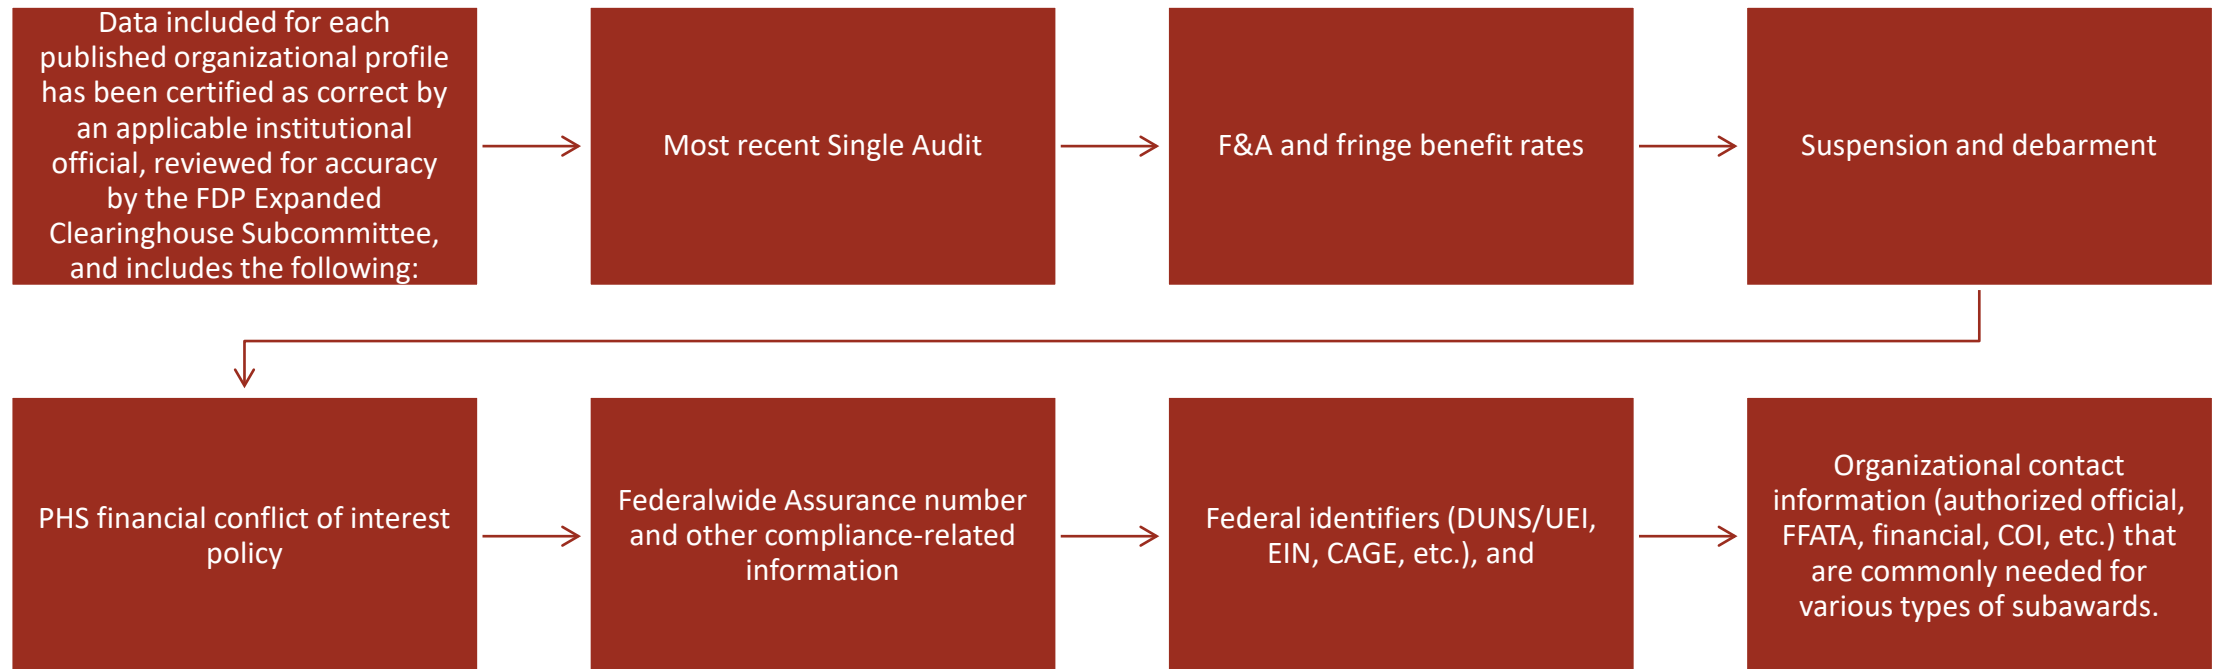 Data included for each
published organizational profile
has been certified as correct by
an applicable institutional
official, reviewed for accuracy
by the FDP Expanded
Clearinghouse Subcommittee,
and includes the following:
Most recent Single Audit
F&A and fringe benefit rates
Suspension and debarment
PHS financial conflict of interest
policy
Federalwide Assurance number
and other compliance-related
information
Federal identifiers (DUNS/UEI,
EIN, CAGE, etc.), and
Organizational contact
information (authorized official,
FFATA, financial, COI, etc.) that
are commonly needed for
various types of subawards.